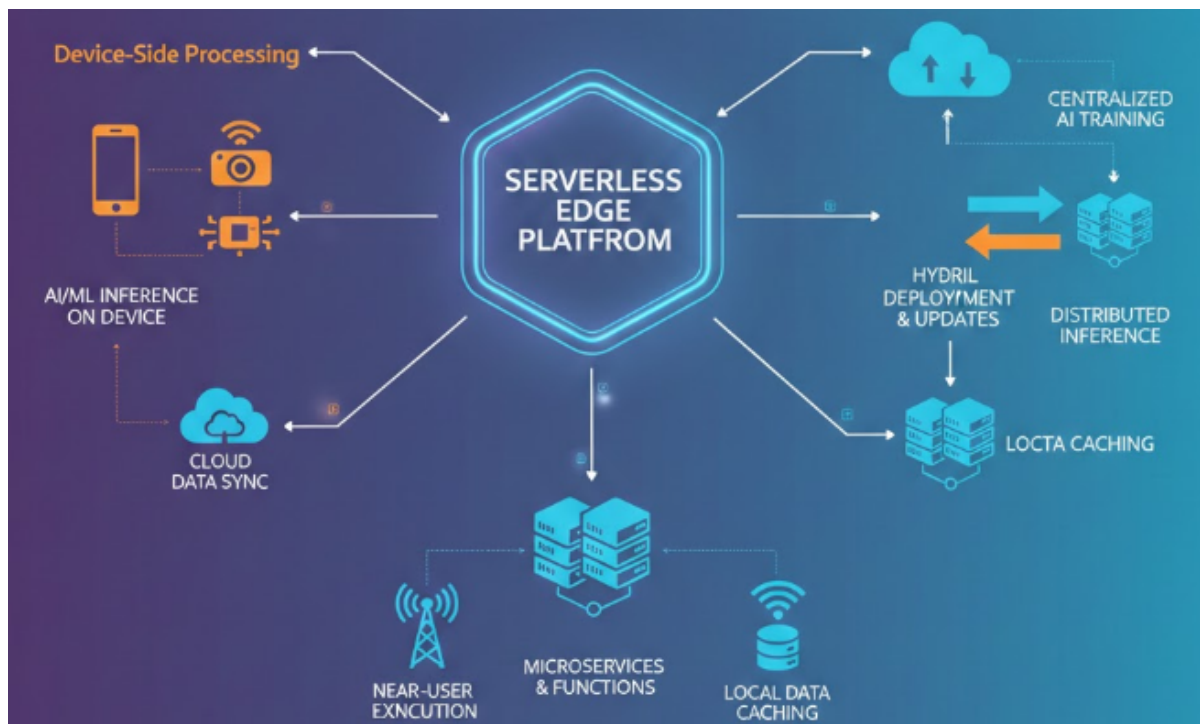 Device-Side Processing
SERVERLESS
EDGE
PLATFROM
CENTRALIZED
AI TRAINING
AI/ML INFERENCE
ON DEVICE
HYDRIL
DEPLOYMENT
& UPDATES
DISTRIBUTED
INFERENCE
CLOUD
DATA SYNC
LOCTA CACHING
MICROSERVICES
& FUNCTIONS
NEAR-USER
EXNCUTION
LOCAL DATA
CACHING